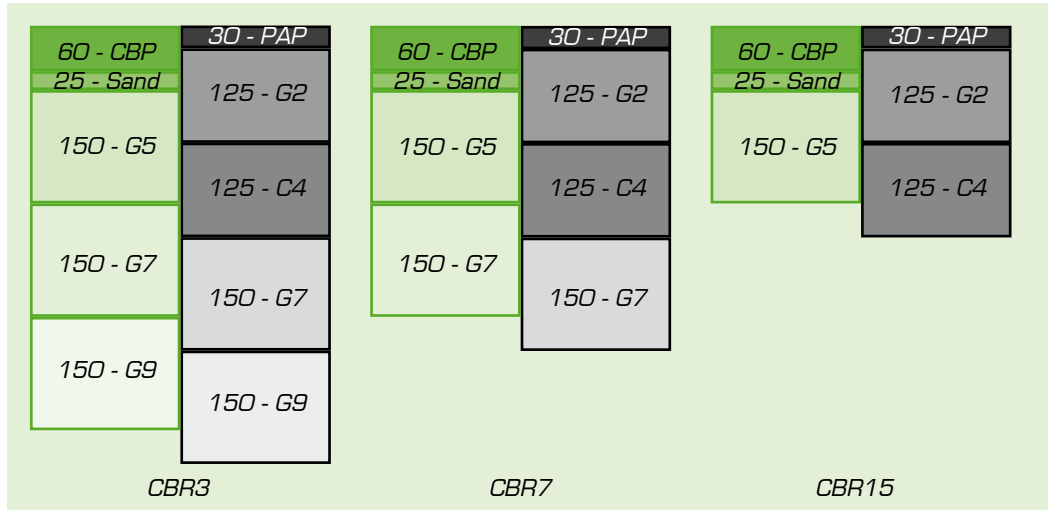 60 - CBP
25 - Sand
150 - G5
150 - G7
150 - G9
30 - PAP
125 - G2
125 - C4
150 - G7
150 - G9
CBR3
60 - CBP
25 - Sand
150 - G5
150 - G7
30 - PAP
125 - G2
125 - C4
150 - G7
CBR7
60 - CBP
25 - Sand
150 - G5
30 - PAP
125 - G2
125 - C4
CBR15